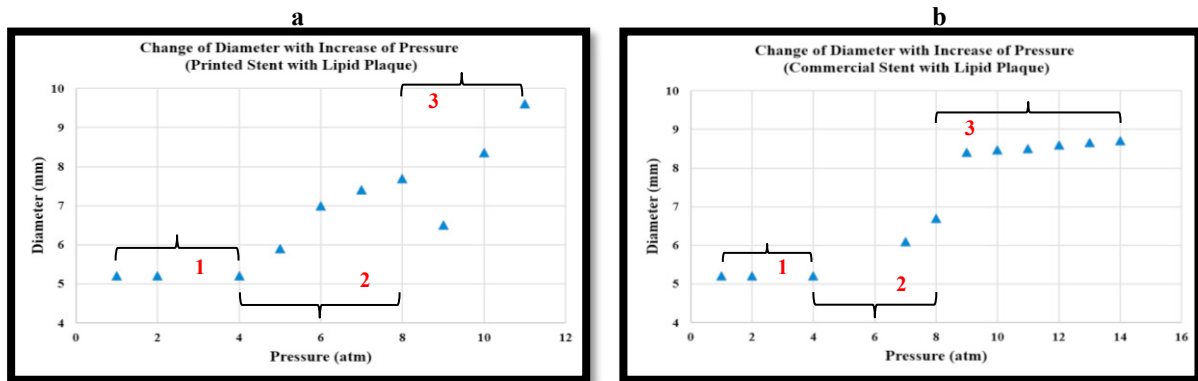 a
Change of Diameter with Increase of Pressure
(Printed Stent with Lipid Plaque)
10
9
8
7
6
5
4
Diameter (mm)
0 2 4 6 8 10 12
Pressure (atm)
1
2
3
b
Change of Diameter with Increase of Pressure
(Commercial Stent with Lipid Plaque)
10
9
8
7
6
5
4
Diameter (mm)
0 2 4 6 8 10 12 14 16
Pressure (atm)
1
2
3